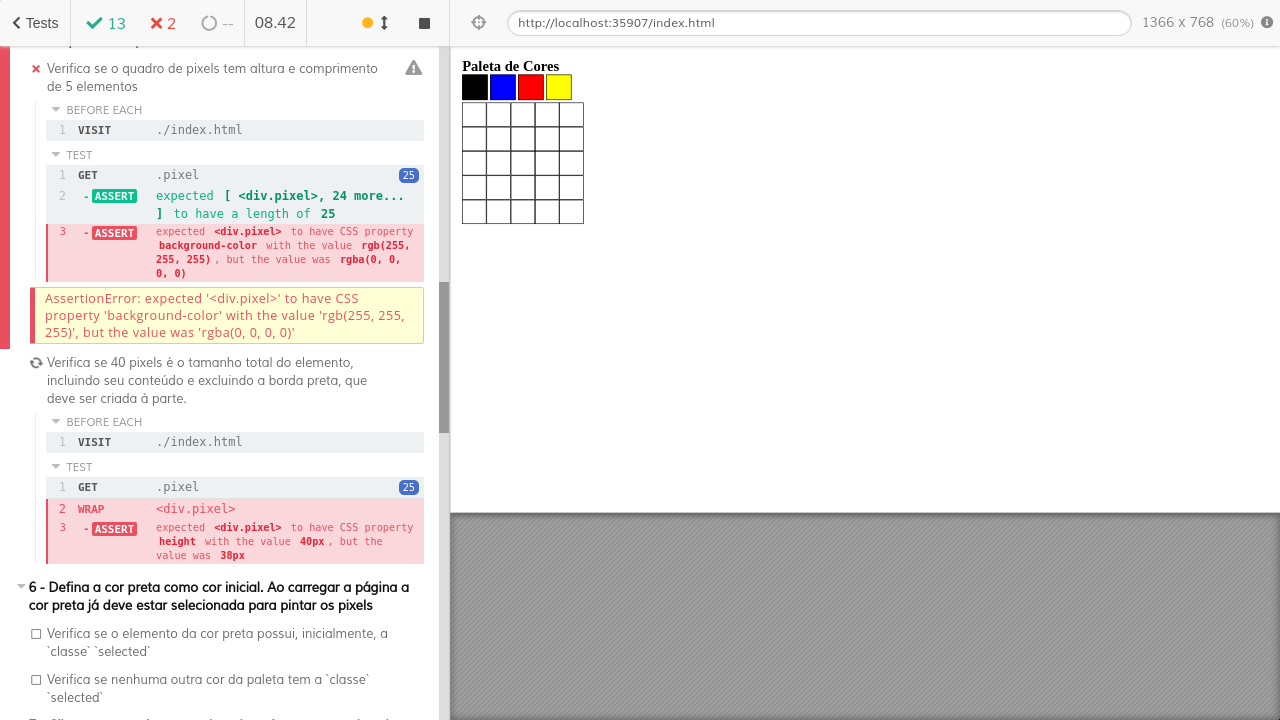 Tests 13 2 -- 08.42
Verifica se o quadro de pixels tem altura e comprimento
de 5 elementos
BEFORE EACH
1 VISIT ./index.html
TEST
1 GET .pixel 25
2 -ASSERT expected [ <div.pixel>, 24 more...
] to have a length of 25
3 -ASSERT expected <div.pixel> to have CSS property
background-color with the value rgb(255,
255, 255) , but the value was rgba(0, 0,
0, 0)
AssertionError: expected '<div.pixel>' to have CSS
property 'background-color' with the value 'rgb(255, 255,
255)', but the value was 'rgba(0, 0, 0, 0)'
Verifica se 40 pixels é o tamanho total do elemento,
incluindo seu conteúdo e excluindo a borda preta, que
deve ser criada à parte.
BEFORE EACH
1 VISIT ./index.html
TEST
1 GET .pixel 25
2 WRAP <div.pixel>
3 -ASSERT expected <div.pixel> to have CSS property
height with the value 40px , but the
value was 38px
6 - Defina a cor preta como cor inicial. Ao carregar a página a
cor preta já deve estar selecionada para pintar os pixels
Verifica se o elemento da cor preta possui, inicialmente, a
`classe` `selected`
Verifica se nenhuma outra cor da paleta tem a `classe`
`selected`
http://localhost:35907/index.html 1366 x 768 (60%)
Paleta de Cores